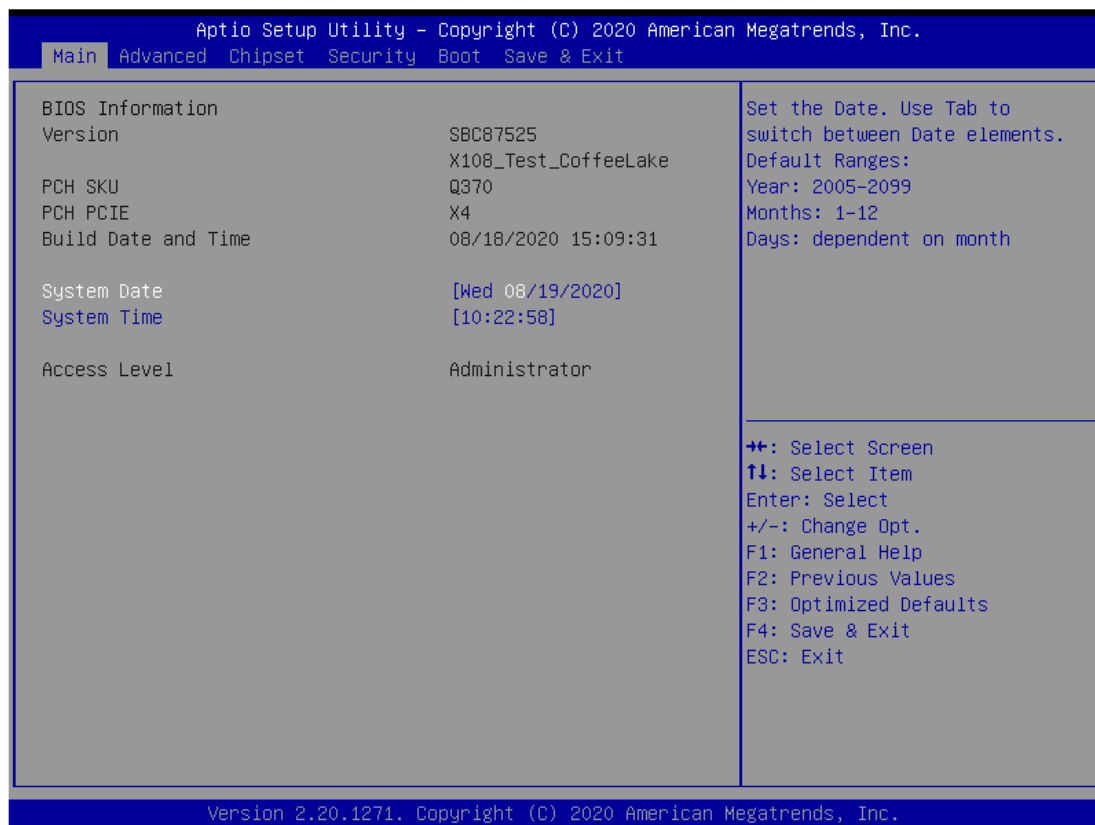 Aptio Setup Utility – Copyright (C) 2020 American Megatrends, Inc.
Main Advanced Chipset Security Boot Save & Exit
BIOS Information
Version SBC87525
X108_Test_CoffeeLake
PCH SKU Q370
PCH PCIE X4
Build Date and Time 08/18/2020 15:09:31
System Date [Wed 08/19/2020]
System Time [10:22:58]
Access Level Administrator
Set the Date. Use Tab to
switch between Date elements.
Default Ranges:
Year: 2005-2099
Months: 1-12
Days: dependent on month
→←: Select Screen
↑↓: Select Item
Enter: Select
+/-: Change Opt.
F1: General Help
F2: Previous Values
F3: Optimized Defaults
F4: Save & Exit
ESC: Exit
Version 2.20.1271. Copyright (C) 2020 American Megatrends, Inc.